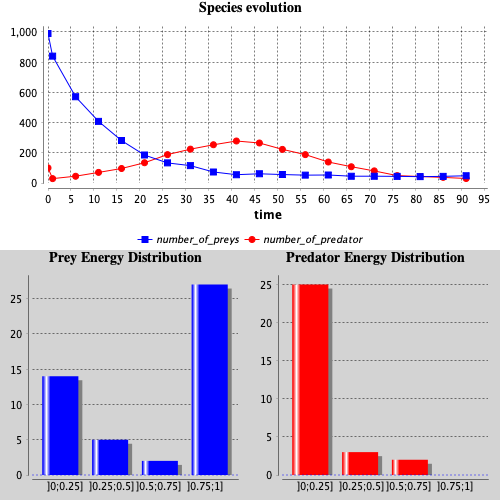 Species evolution
1,000
800
600
400
200
0
0 5 10 15 20 25 30 35 40 45 50 55 60 65 70 75 80 85 90 95
time
number_of_preys number_of_predator
Prey Energy Distribution
25
20
15
10
5
0
]0;0.25] ]0.25;0.5] ]0.5;0.75] ]0.75;1]
Predator Energy Distribution
25
20
15
10
5
0
]0;0.25] ]0.25;0.5] ]0.5;0.75] ]0.75;1]